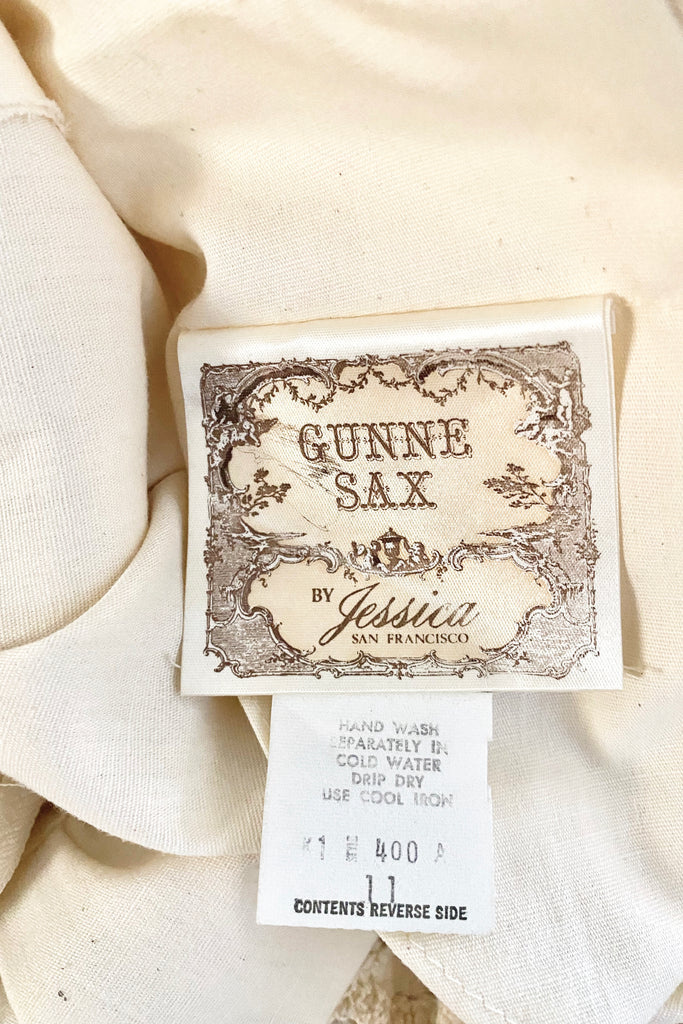 GUNNE
SAX
BY Jessica
SAN FRANCISCO
HAND WASH
SEPARATELY IN
COLD WATER
DRIP DRY
USE COOL IRON
400 A
11
CONTENTS REVERSE SIDE